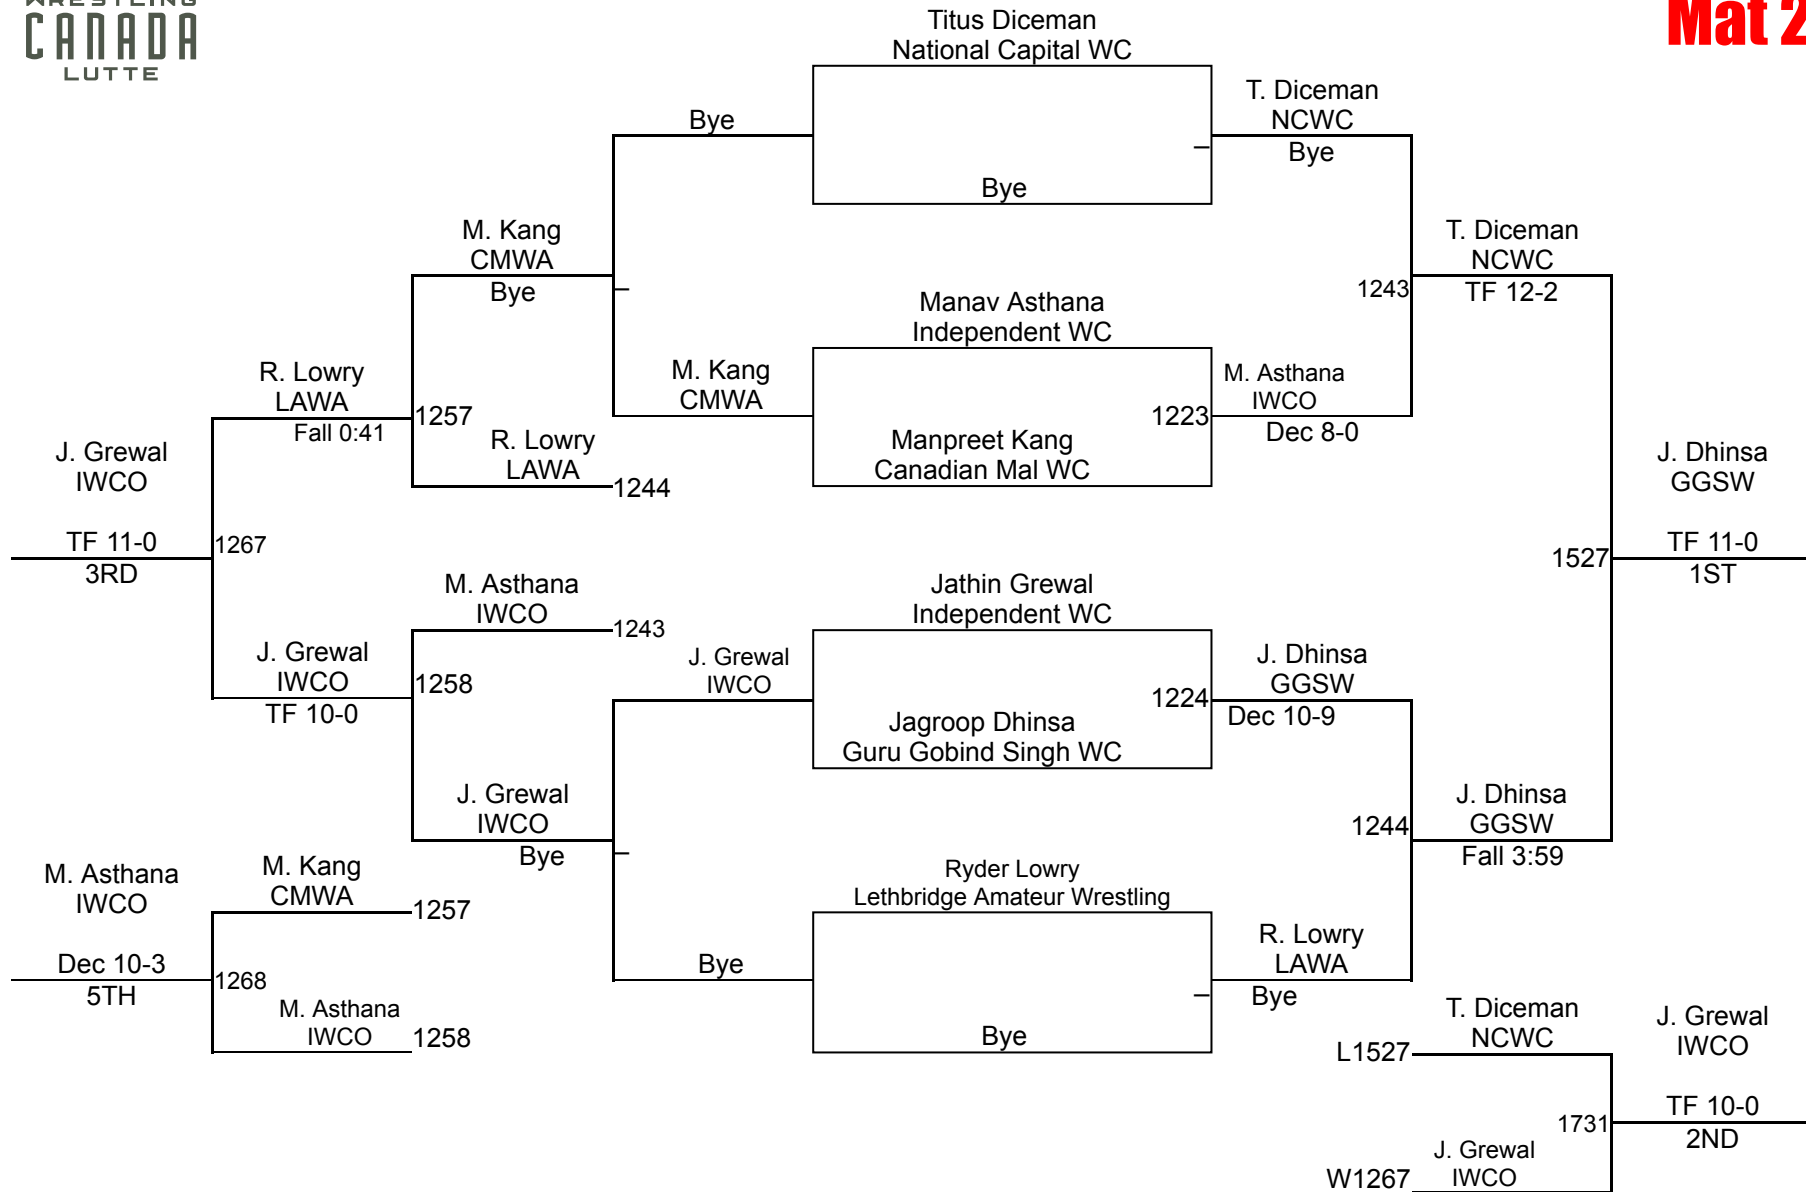 WRESTLING
CANADA
LUTTE
Mat 2
Titus Diceman
National Capital WC
Bye
Bye
T. Diceman
NCWC
Bye
M. Kang
CMWA
Bye
T. Diceman
NCWC
TF 12-2
1243
Manav Asthana
Independent WC
M. Kang
CMWA
Manpreet Kang
Canadian Mal WC
1223
M. Asthana
IWCO
Dec 8-0
R. Lowry
LAWA
Fall 0:41
1257
R. Lowry
LAWA
1244
J. Grewal
IWCO
TF 11-0
3RD
1267
J. Dhinsa
GGSW
TF 11-0
1ST
1527
M. Asthana
IWCO
1243
Jathin Grewal
Independent WC
J. Grewal
IWCO
Jagroop Dhinsa
Guru Gobind Singh WC
1224
J. Dhinsa
GGSW
Dec 10-9
J. Grewal
IWCO
TF 10-0
1258
J. Grewal
IWCO
Bye
1244
J. Dhinsa
GGSW
Fall 3:59
Ryder Lowry
Lethbridge Amateur Wrestling
Bye
Bye
R. Lowry
LAWA
Bye
M. Asthana
IWCO
Dec 10-3
5TH
M. Kang
CMWA
1257
1268
M. Asthana
IWCO
1258
T. Diceman
NCWC
L1527
J. Grewal
IWCO
TF 10-0
2ND
1731
J. Grewal
IWCO
W1267